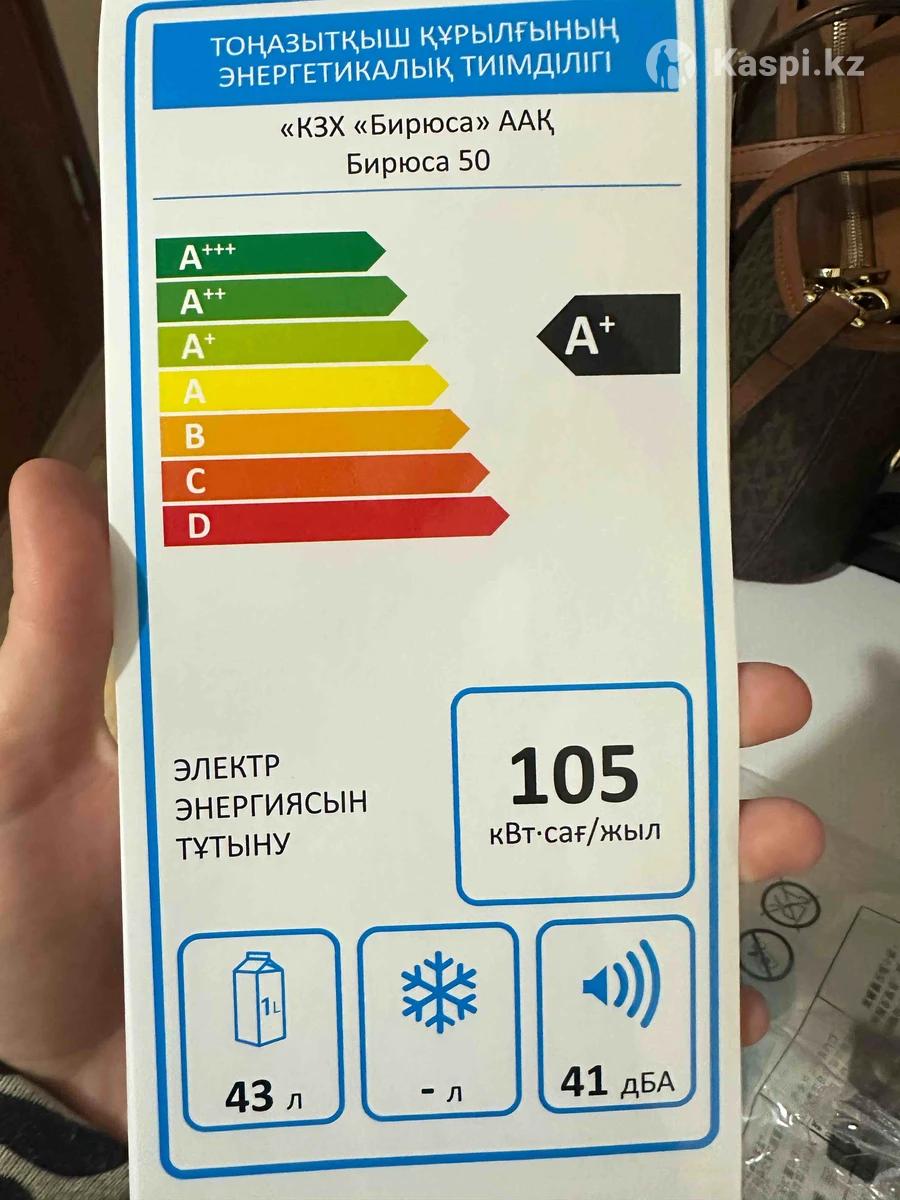 ТОҢАЗЫТҚЫШ ҚҰРЫЛҒЫНЫҢ
ЭНЕРГЕТИКАЛЫҚ ТИІМДІЛІГІ
Kaspi.kz
«КЗХ «Бирюса» ААҚ
Бирюса 50
A+++
A++
A+
A+
A
B
C
D
ЭЛЕКТР
ЭНЕРГИЯСЫН
ТҰТЫНУ
105
кВт·сағ/жыл
1L
43 л
- л
41 дБА